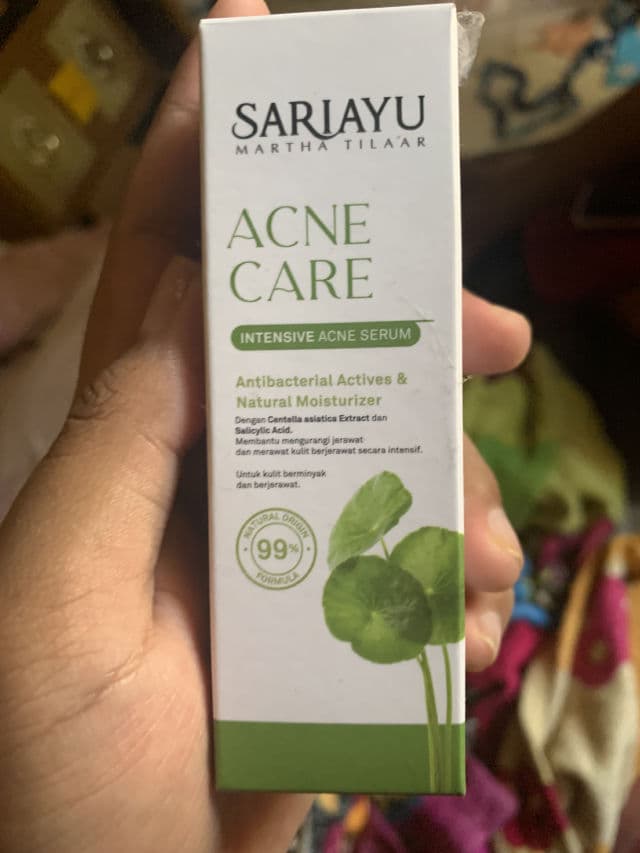 SARIAYU
MARTHA TILAAR
ACNE
CARE
INTENSIVE ACNE SERUM
Antibacterial Actives &
Natural Moisturizer
Dengan Centella asiatica Extract dan
Salicylic Acid.
Membantu mengurangi jerawat
dan merawat kulit berjerawat secara intensif.
Untuk kulit berminyak
dan berjerawat.
NATURAL ORIGIN
99%
FORMULA